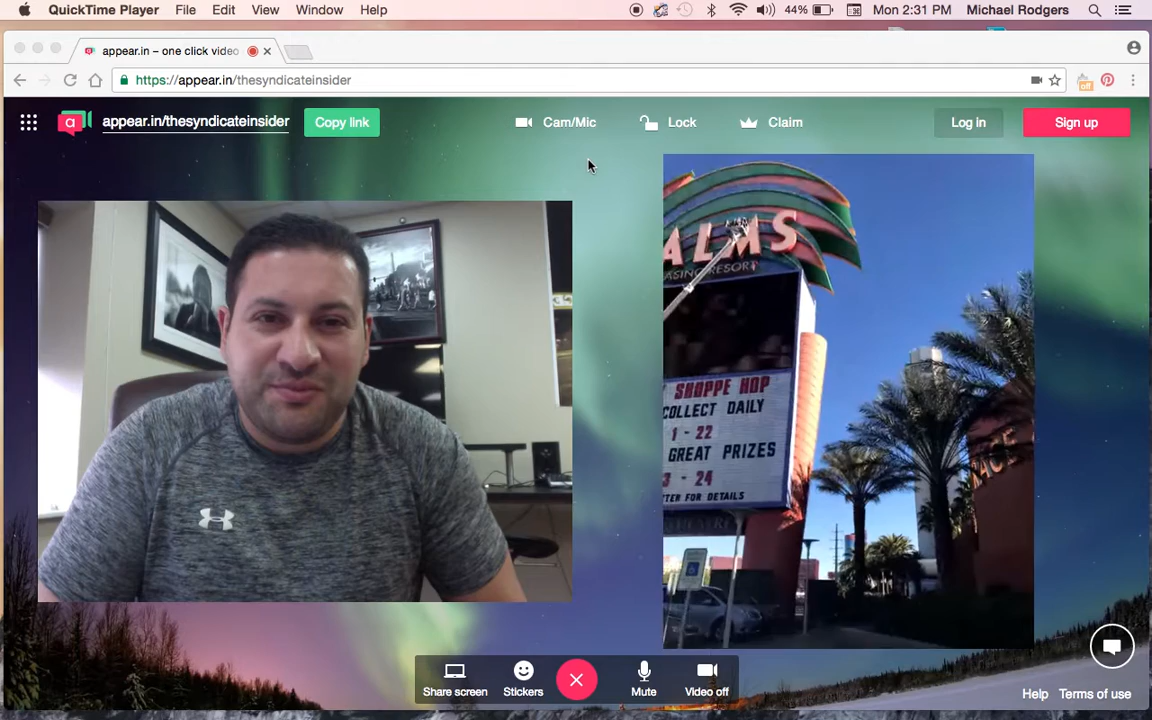 QuickTime Player File Edit View Window Help 44% Mon 2:31 PM Michael Rodgers
appear.in – one click video
https://appear.in/thesyndicateinsider
off
a appear.in/thesyndicateinsider Copy link Cam/Mic Lock Claim Log in Sign up
ALMS
ASINO RESORT
SHOPPE HOP
COLLECT DAILY
1 - 22
GREAT PRIZES
3 - 24
TER FOR DETAILS
Share screen Stickers Mute Video off
Help Terms of use